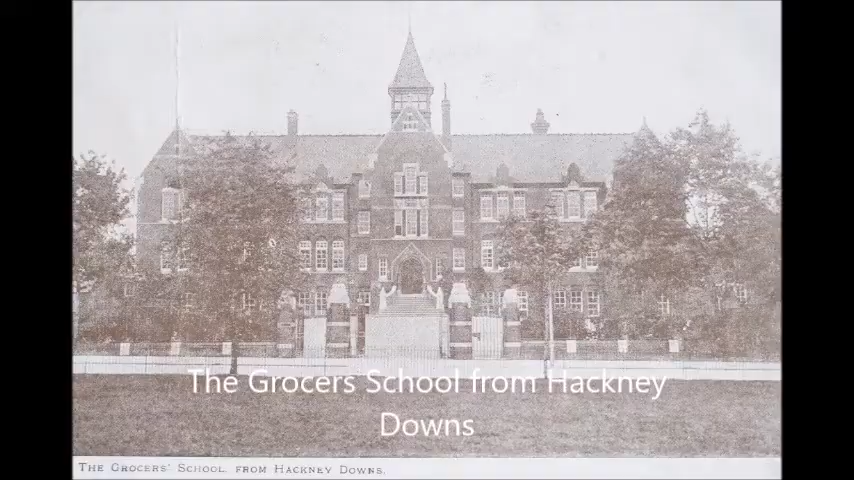 The Grocers School from Hackney
Downs
THE GROCERS' SCHOOL, FROM HACKNEY DOWNS.